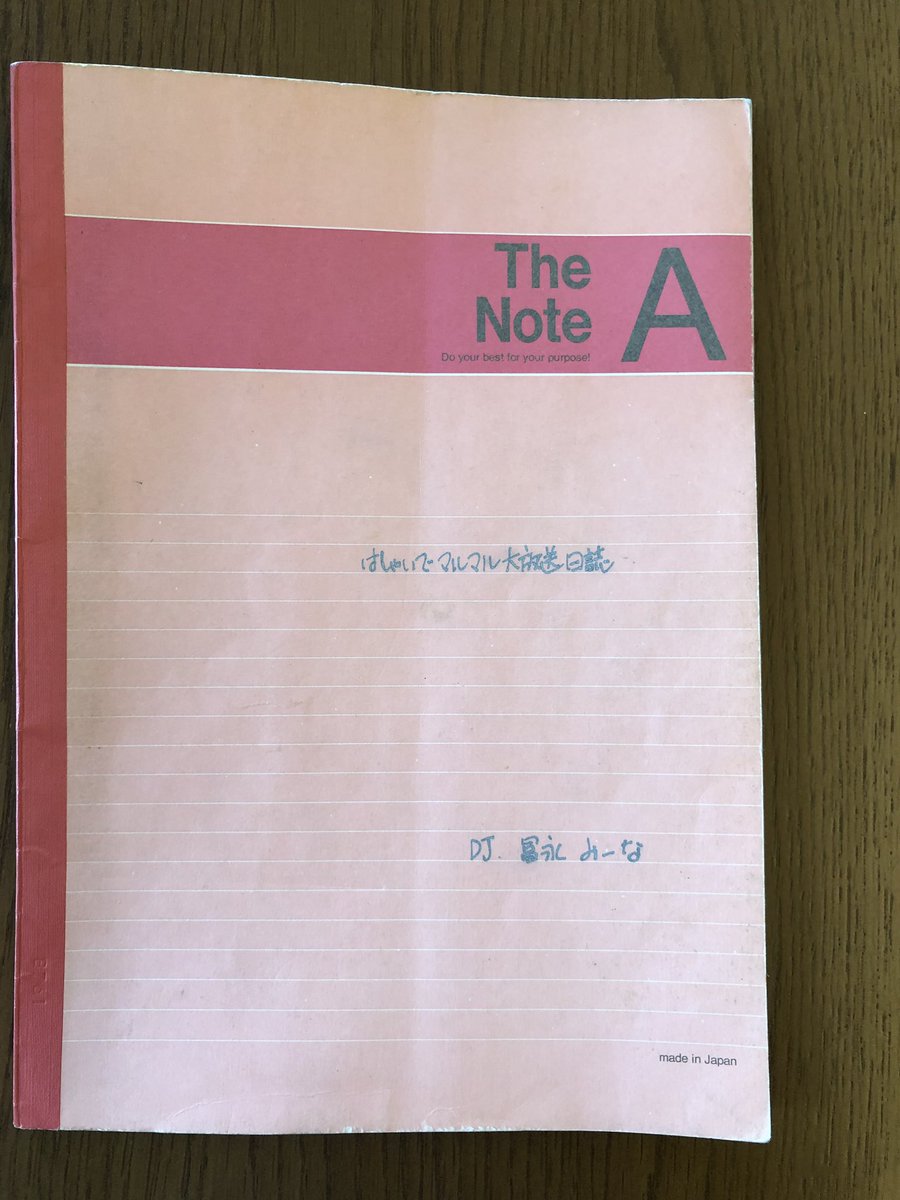 The
Note
A
Do your best for your purpose!
はしゃいでマルマル大放送日誌
DJ. 冨永 みーな
made in Japan